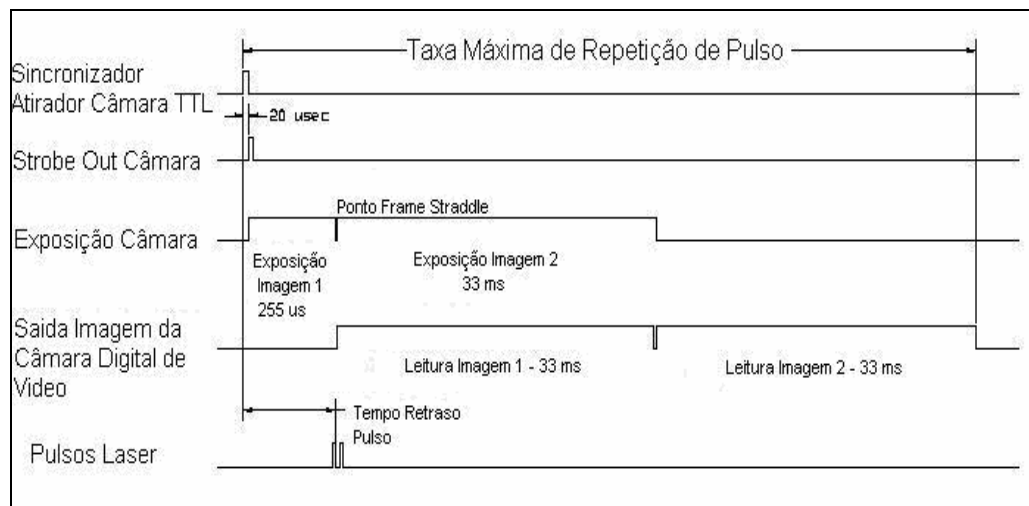 Taxa Máxima de Repetição de Pulso
Sincronizador
Atirador Câmara TTL
20 usec
Strobe Out Câmara
Ponto Frame Straddle
Exposição Câmara
Exposição
Imagem 1
255 us
Exposição Imagem 2
33 ms
Saida Imagem da
Câmara Digital de
Video
Leitura Imagem 1 - 33 ms
Leitura Imagem 2 - 33 ms
Tempo Retraso
Pulso
Pulsos Laser